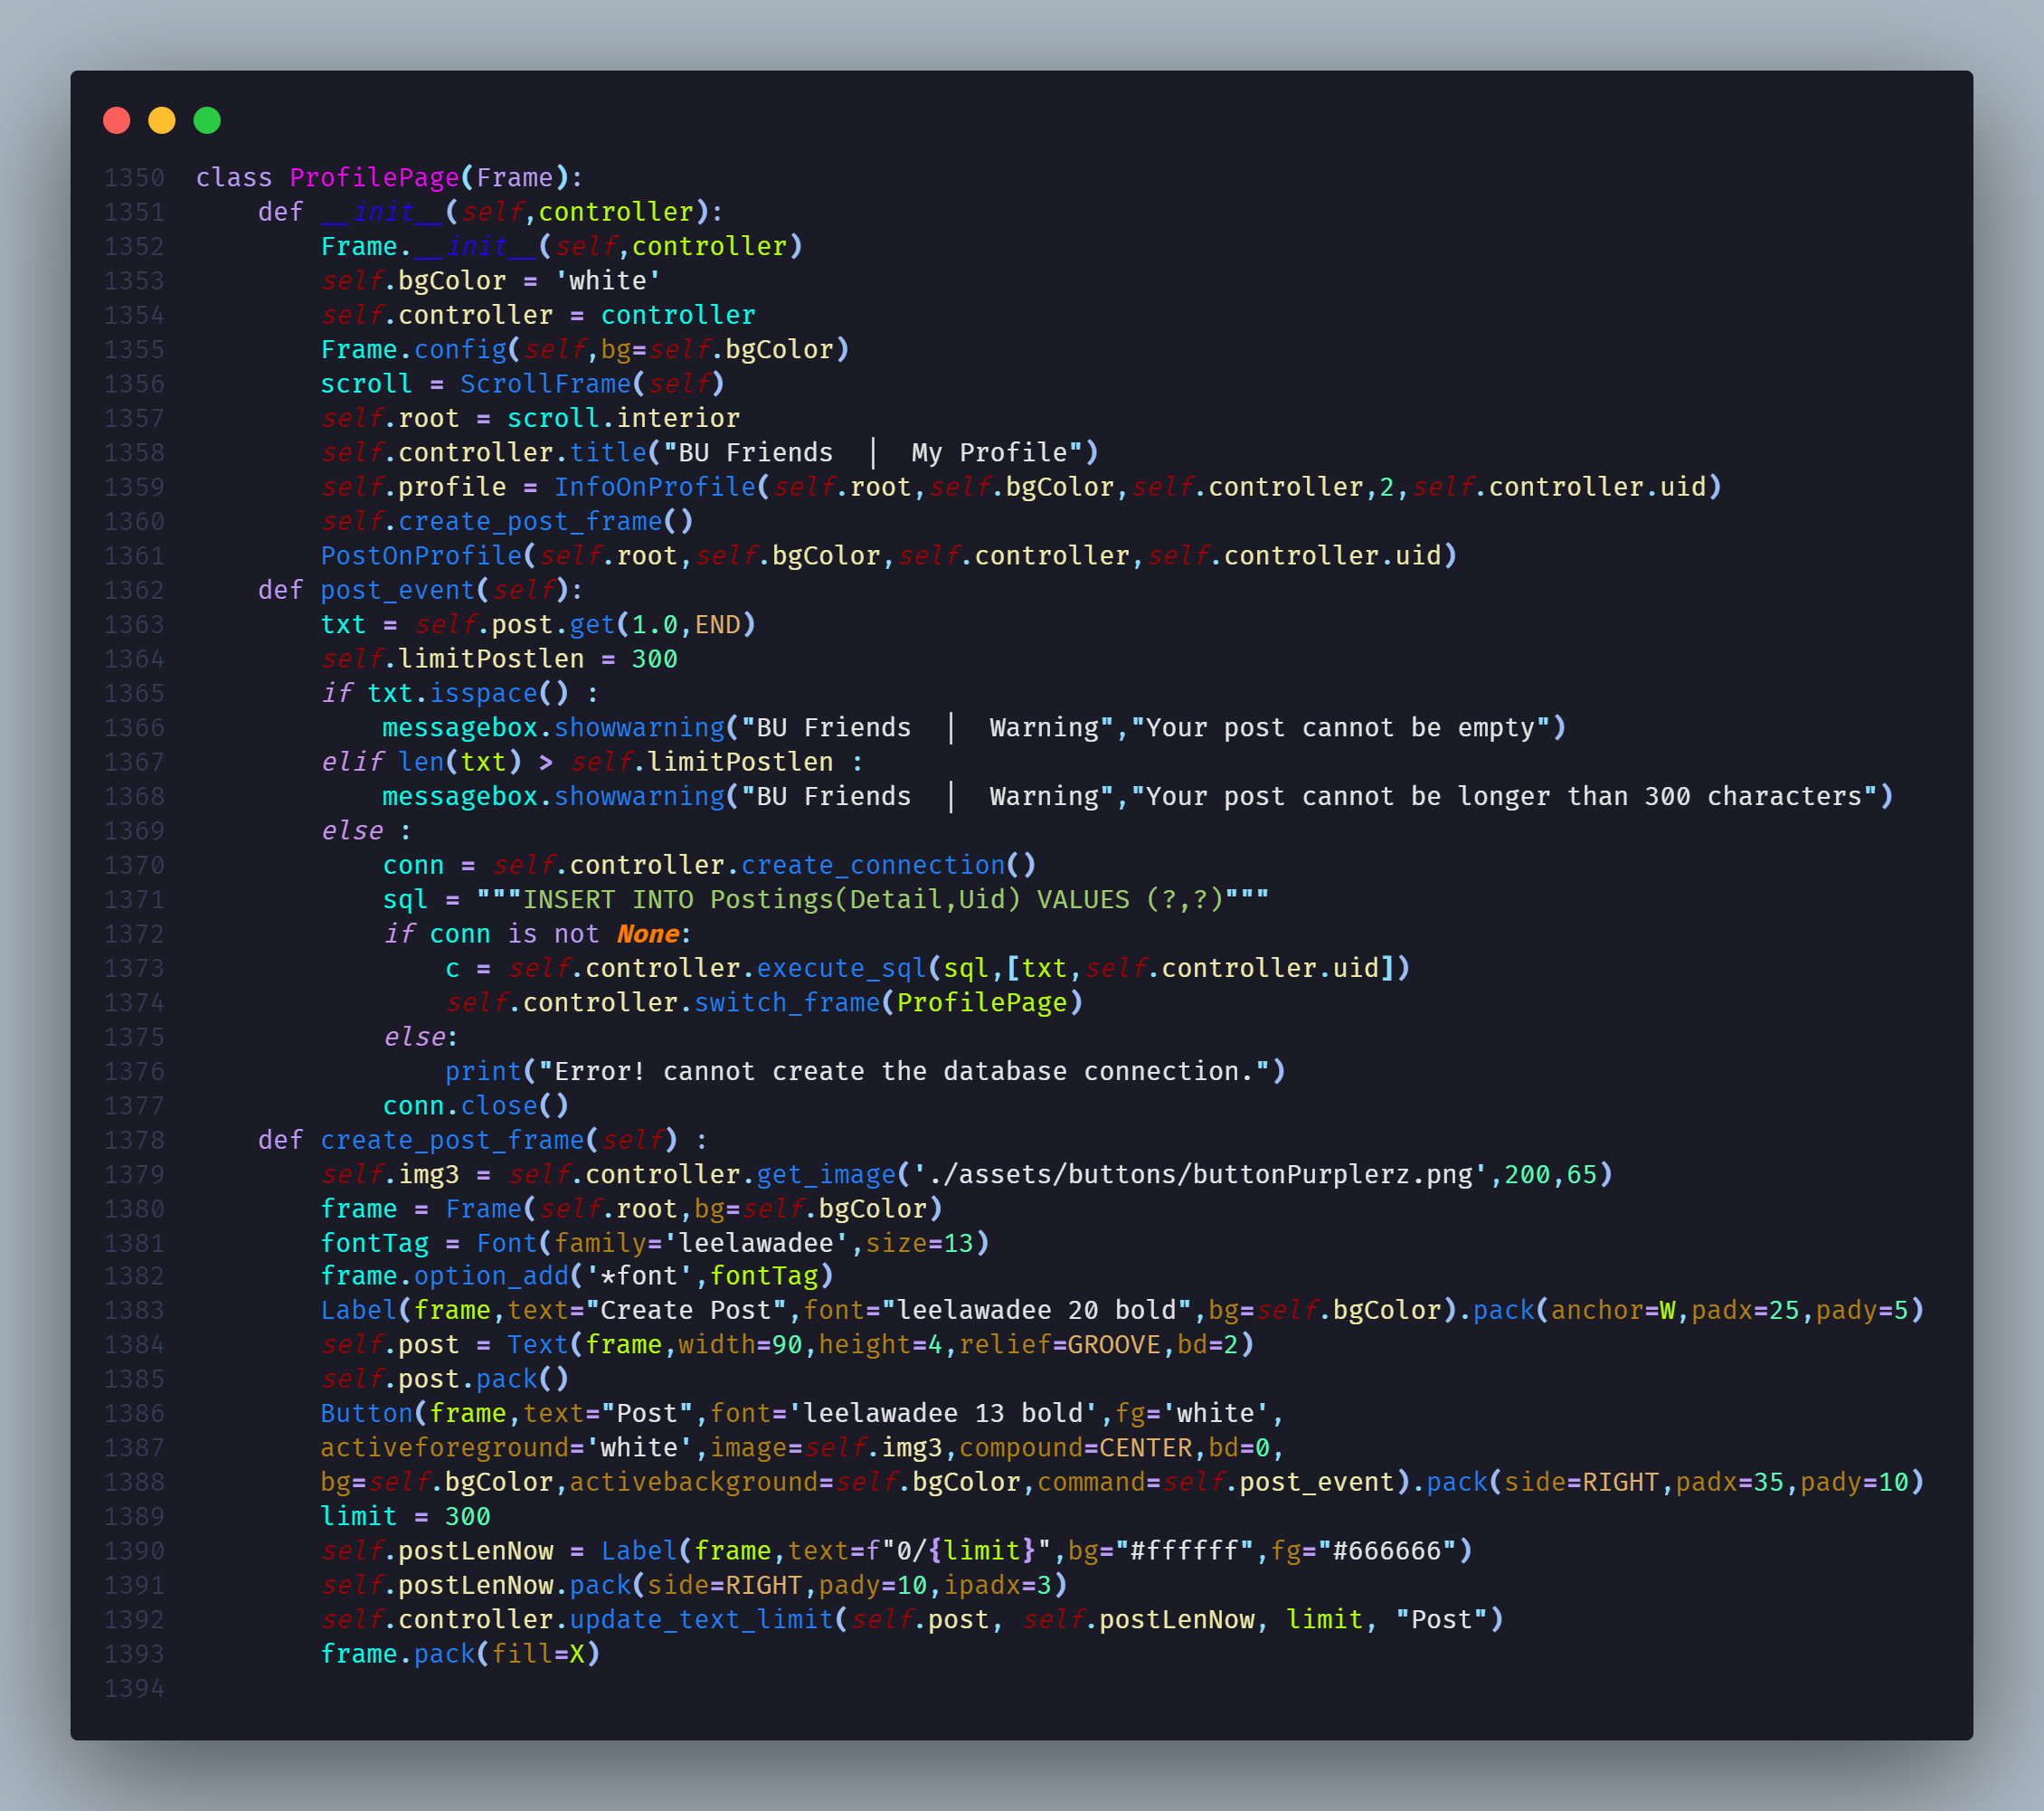 1350 class ProfilePage(Frame):
1351     def __init__(self,controller):
1352         Frame.__init__(self,controller)
1353         self.bgColor = 'white'
1354         self.controller = controller
1355         Frame.config(self,bg=self.bgColor)
1356         scroll = ScrollFrame(self)
1357         self.root = scroll.interior
1358         self.controller.title("BU Friends  |  My Profile")
1359         self.profile = InfoOnProfile(self.root,self.bgColor,self.controller,2,self.controller.uid)
1360         self.create_post_frame()
1361         PostOnProfile(self.root,self.bgColor,self.controller,self.controller.uid)
1362     def post_event(self):
1363         txt = self.post.get(1.0,END)
1364         self.limitPostlen = 300
1365         if txt.isspace() :
1366             messagebox.showwarning("BU Friends  |  Warning","Your post cannot be empty")
1367         elif len(txt) > self.limitPostlen :
1368             messagebox.showwarning("BU Friends  |  Warning","Your post cannot be longer than 300 characters")
1369         else :
1370             conn = self.controller.create_connection()
1371             sql = """INSERT INTO Postings(Detail,Uid) VALUES (?,?)"""
1372             if conn is not None:
1373                 c = self.controller.execute_sql(sql,[txt,self.controller.uid])
1374                 self.controller.switch_frame(ProfilePage)
1375             else:
1376                 print("Error! cannot create the database connection.")
1377             conn.close()
1378     def create_post_frame(self) :
1379         self.img3 = self.controller.get_image('./assets/buttons/buttonPurplerz.png',200,65)
1380         frame = Frame(self.root,bg=self.bgColor)
1381         fontTag = Font(family='leelawadee',size=13)
1382         frame.option_add('*font',fontTag)
1383         Label(frame,text="Create Post",font="leelawadee 20 bold",bg=self.bgColor).pack(anchor=W,padx=25,pady=5)
1384         self.post = Text(frame,width=90,height=4,relief=GROOVE,bd=2)
1385         self.post.pack()
1386         Button(frame,text="Post",font='leelawadee 13 bold',fg='white',
1387         activeforeground='white',image=self.img3,compound=CENTER,bd=0,
1388         bg=self.bgColor,activebackground=self.bgColor,command=self.post_event).pack(side=RIGHT,padx=35,pady=10)
1389         limit = 300
1390         self.postLenNow = Label(frame,text=f"0/{limit}",bg="#ffffff",fg="#666666")
1391         self.postLenNow.pack(side=RIGHT,pady=10,ipadx=3)
1392         self.controller.update_text_limit(self.post, self.postLenNow, limit, "Post")
1393         frame.pack(fill=X)
1394